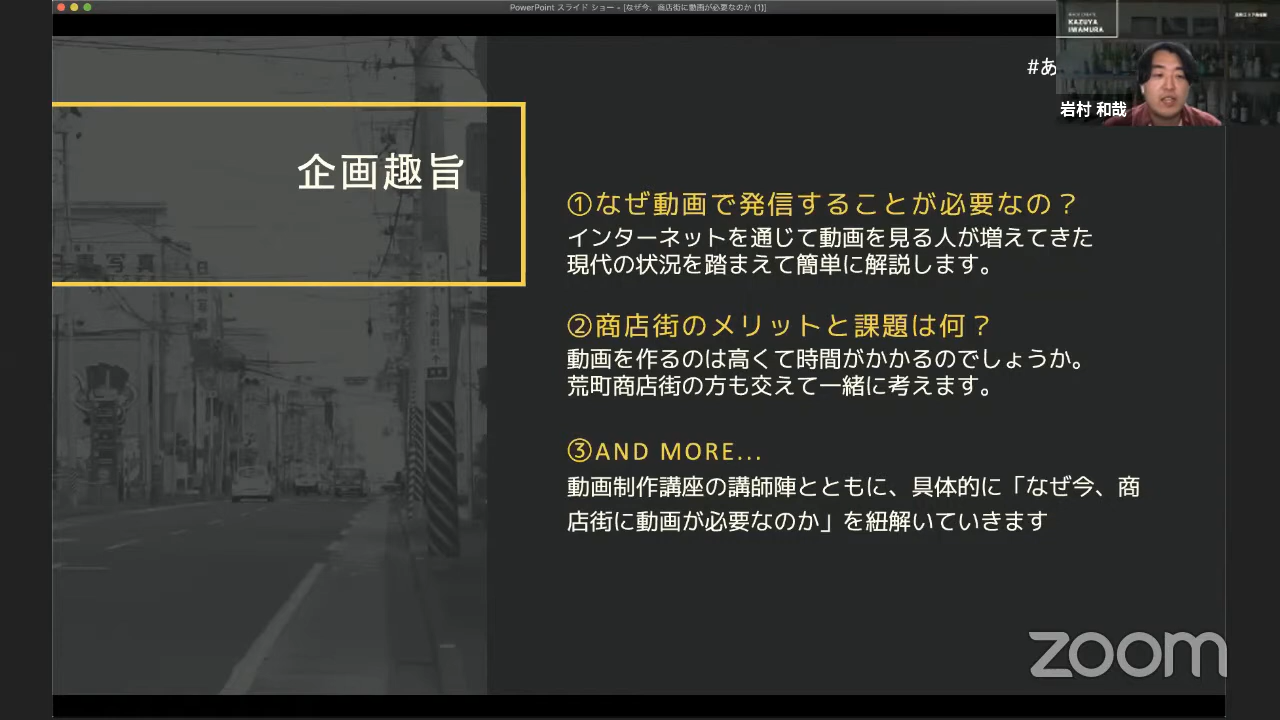 PowerPoint スライド ショー - [なぜ今、商店街に動画が必要なのか (1)]
KAZUYA
IWAMURA
#あ
岩村 和哉
企画趣旨
①なぜ動画で発信することが必要なの？
インターネットを通じて動画を見る人が増えてきた
現代の状況を踏まえて簡単に解説します。
②商店街のメリットと課題は何？
動画を作るのは高くて時間がかかるのでしょうか。
荒町商店街の方も交えて一緒に考えます。
③AND MORE...
動画制作講座の講師陣とともに、具体的に「なぜ今、商
店街に動画が必要なのか」を紐解いていきます
zoom